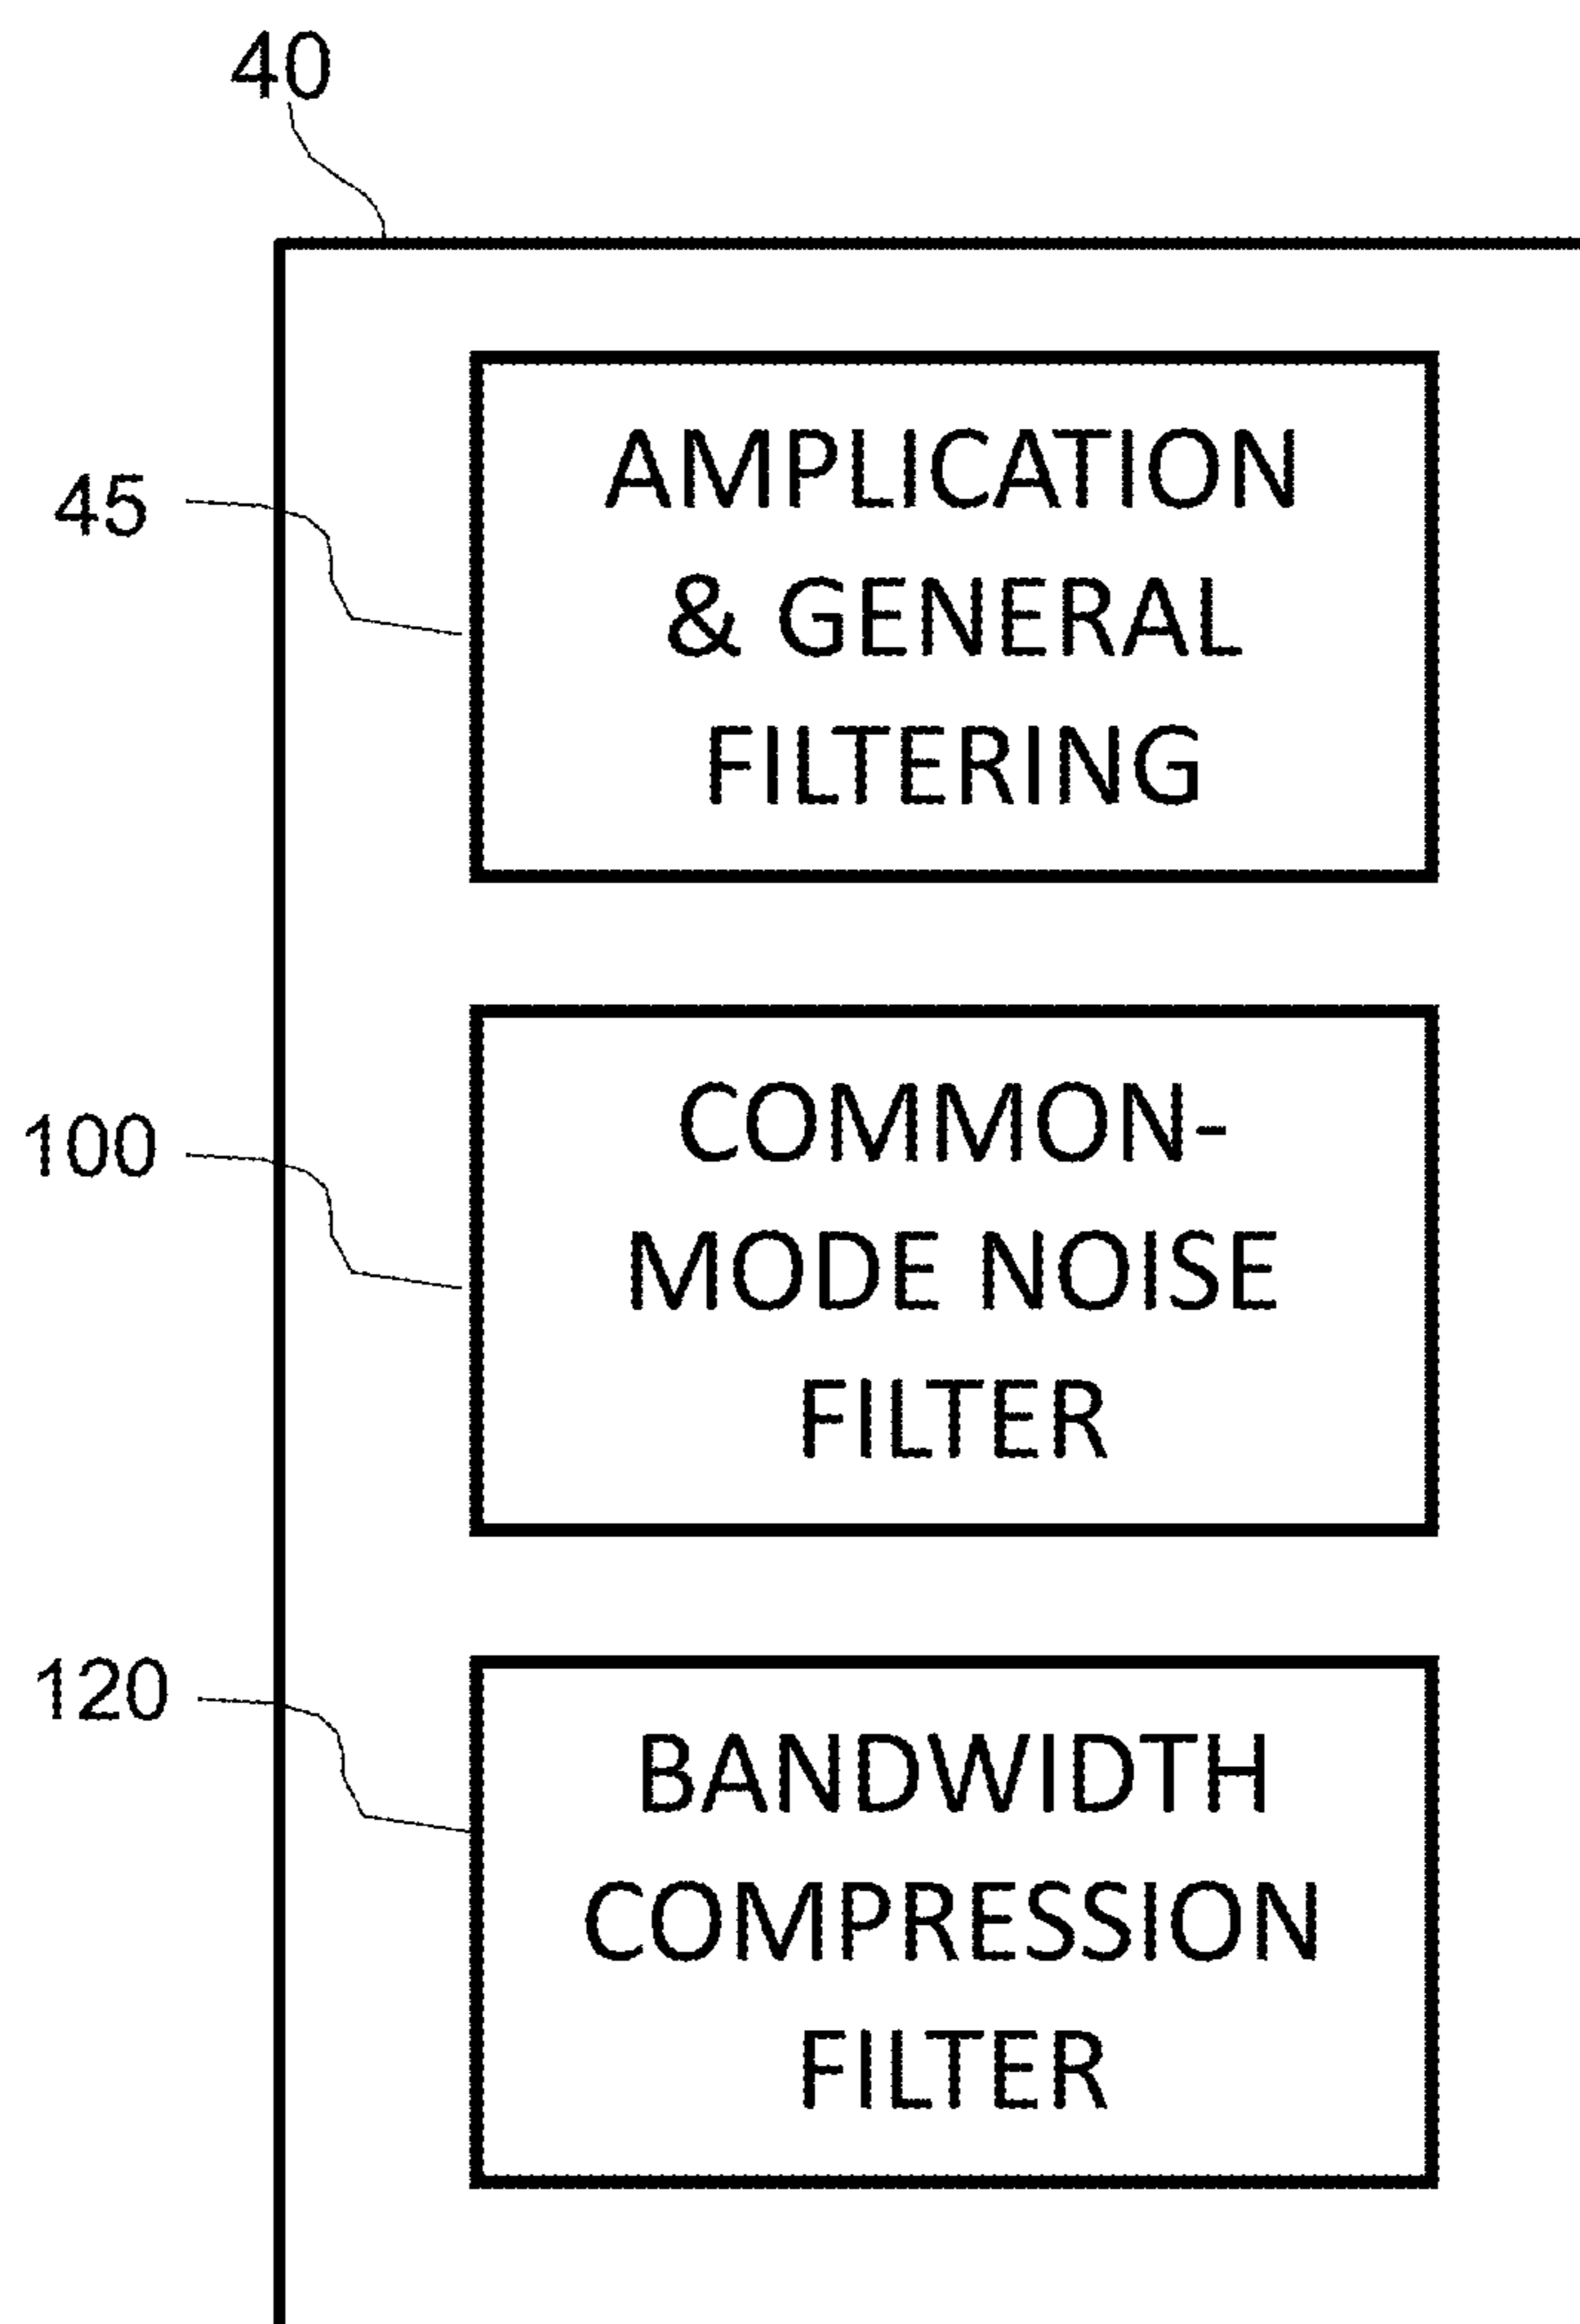 40
45
AMPLICATION
& GENERAL
FILTERING
100
COMMON-
MODE NOISE
FILTER
120
BANDWIDTH
COMPRESSION
FILTER